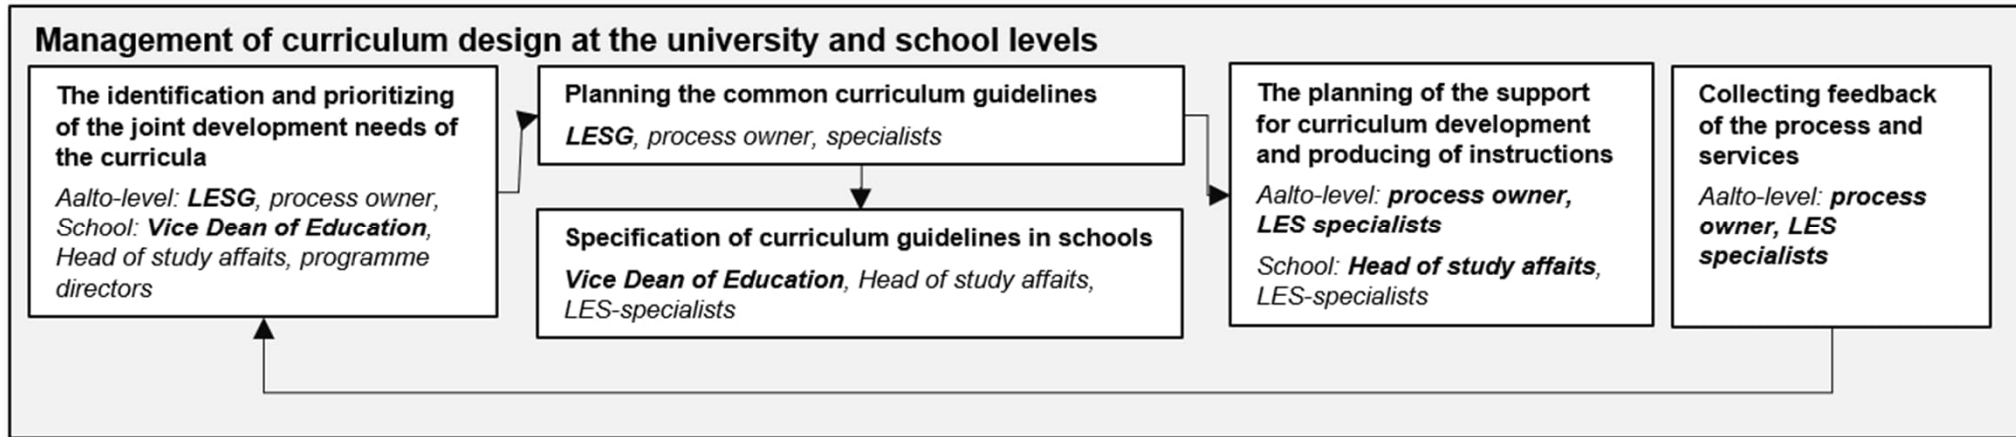 Management of curriculum design at the university and school levels
The identification and prioritizing
of the joint development needs of
the curricula
Aalto-level: LESG, process owner,
School: Vice Dean of Education,
Head of study affaits, programme
directors
Planning the common curriculum guidelines
LESG, process owner, specialists
Specification of curriculum guidelines in schools
Vice Dean of Education, Head of study affaits,
LES-specialists
The planning of the support
for curriculum development
and producing of instructions
Aalto-level: process owner,
LES specialists
School: Head of study affaits,
LES-specialists
Collecting feedback
of the process and
services
Aalto-level: process
owner, LES
specialists